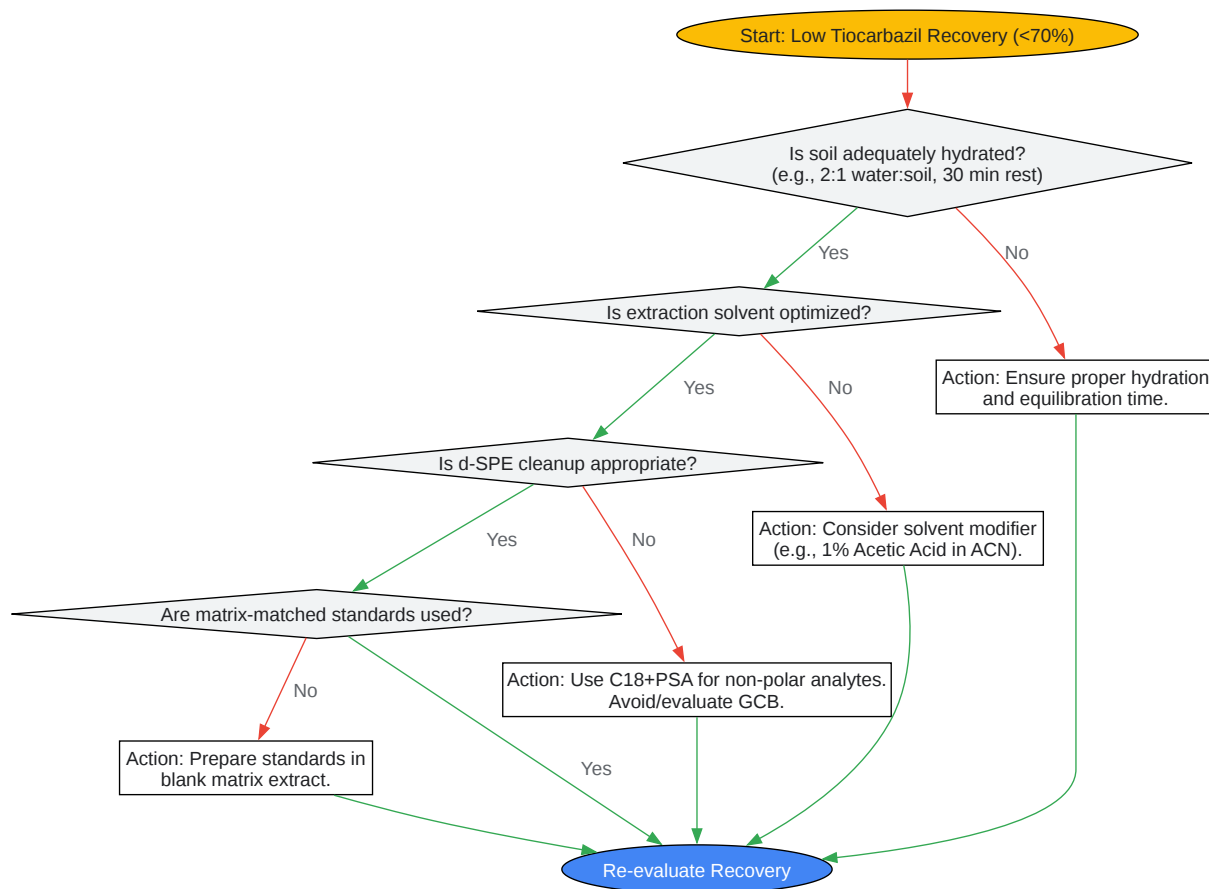 Start: Low Tiocarbazil Recovery (<70%)
Is soil adequately hydrated?
(e.g., 2:1 water:soil, 30 min rest)
Yes
No
Is extraction solvent optimized?
Action: Ensure proper hydration
and equilibration time.
Yes
No
Is d-SPE cleanup appropriate?
Action: Consider solvent modifier
(e.g., 1% Acetic Acid in ACN).
Yes
No
Are matrix-matched standards used?
Action: Use C18+PSA for non-polar analytes.
Avoid/evaluate GCB.
No
Yes
Action: Prepare standards in
blank matrix extract.
Re-evaluate Recovery